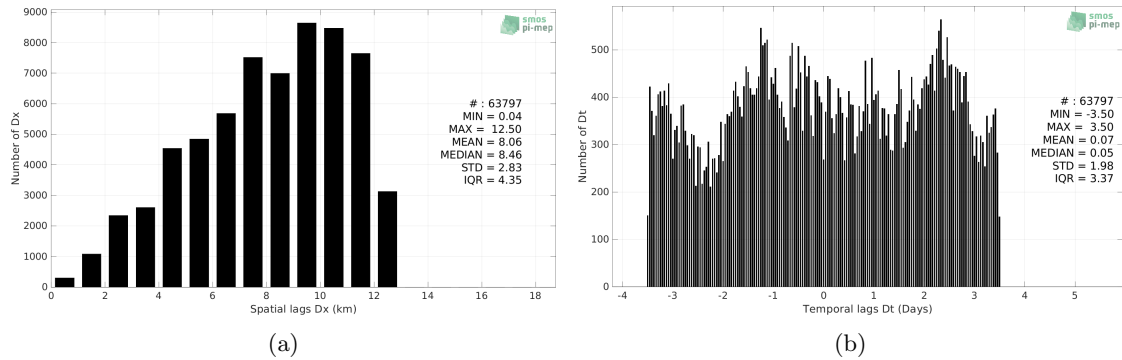 9000
8000
7000
6000
5000
4000
3000
2000
1000
0
Number of Dx
0 2 4 6 8 10 12 14 16 18
Spatial lags Dx (km)
smos
pi-mep
# : 63797
MIN = 0.04
MAX = 12.50
MEAN = 8.06
MEDIAN = 8.46
STD = 2.83
IQR = 4.35
(a)
500
400
300
200
100
0
Number of Dt
-4 -3 -2 -1 0 1 2 3 4 5
Temporal lags Dt (Days)
smos
pi-mep
# : 63797
MIN = -3.50
MAX = 3.50
MEAN = 0.07
MEDIAN = 0.05
STD = 1.98
IQR = 3.37
(b)